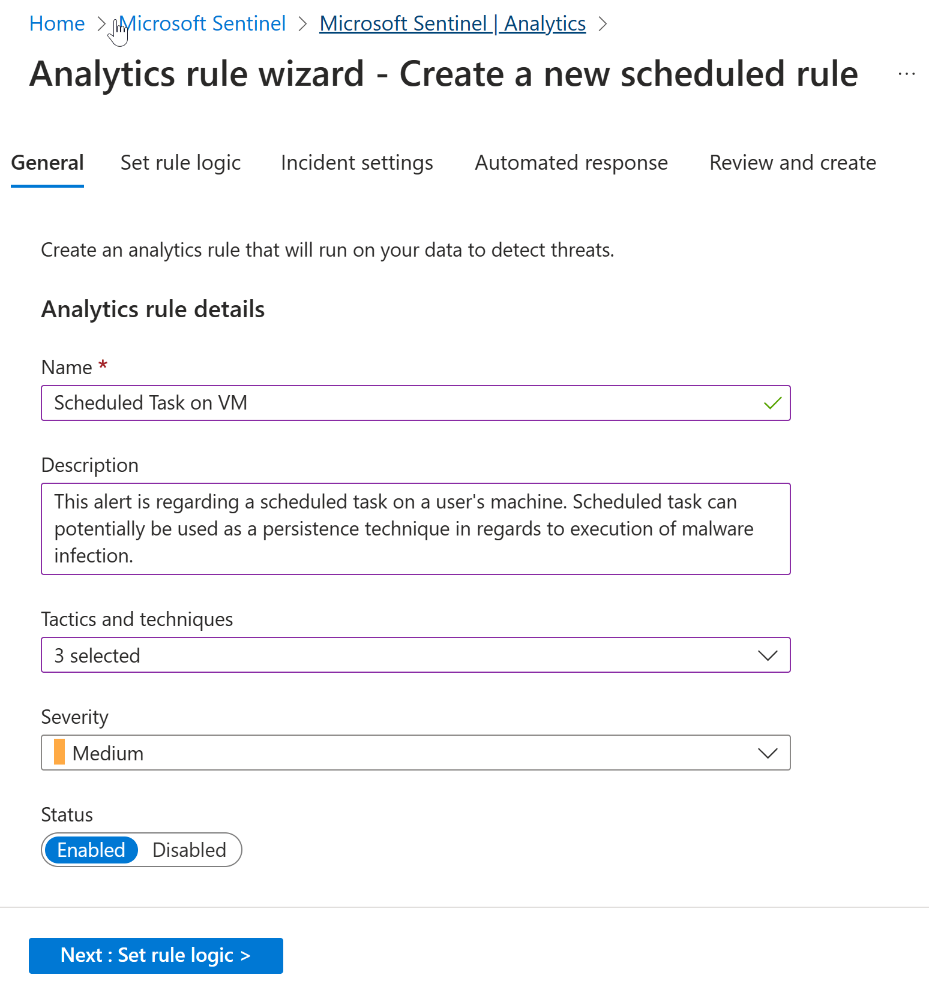 Home > Microsoft Sentinel > Microsoft Sentinel | Analytics >
Analytics rule wizard - Create a new scheduled rule ...
General Set rule logic Incident settings Automated response Review and create
Create an analytics rule that will run on your data to detect threats.
Analytics rule details
Name *
Scheduled Task on VM
Description
This alert is regarding a scheduled task on a user's machine. Scheduled task can
potentially be used as a persistence technique in regards to execution of malware
infection.
Tactics and techniques
3 selected
Severity
Medium
Status
Enabled Disabled
Next : Set rule logic >